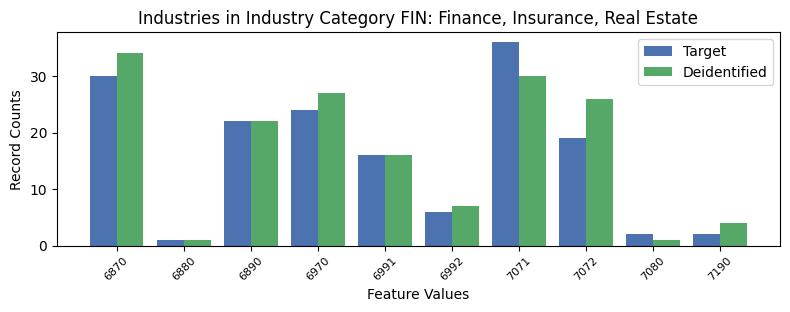 Industries in Industry Category FIN: Finance, Insurance, Real Estate
Target
Deidentified
Record Counts
30
20
10
0
6870 6880 6890 6970 6991 6992 7071 7072 7080 7190
Feature Values